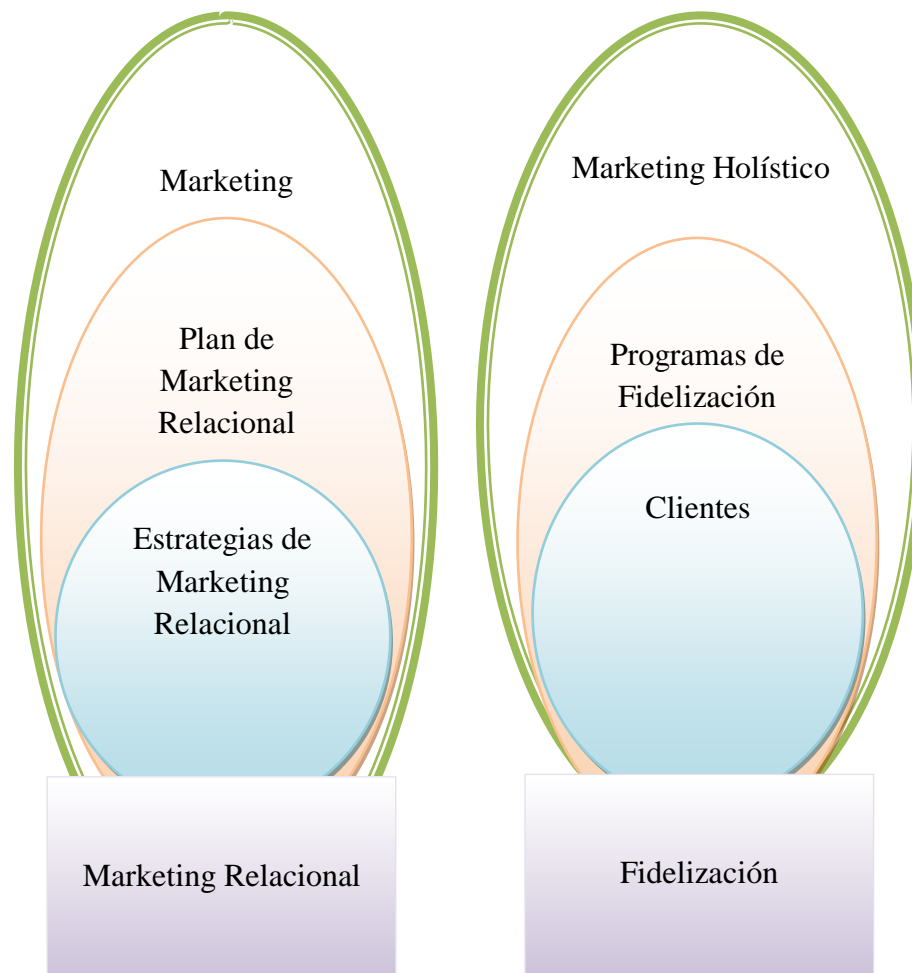 Marketing
Plan de
Marketing
Relacional
Estrategias de
Marketing
Relacional
Marketing Relacional
Marketing Holístico
Programas de
Fidelización
Clientes
Fidelización